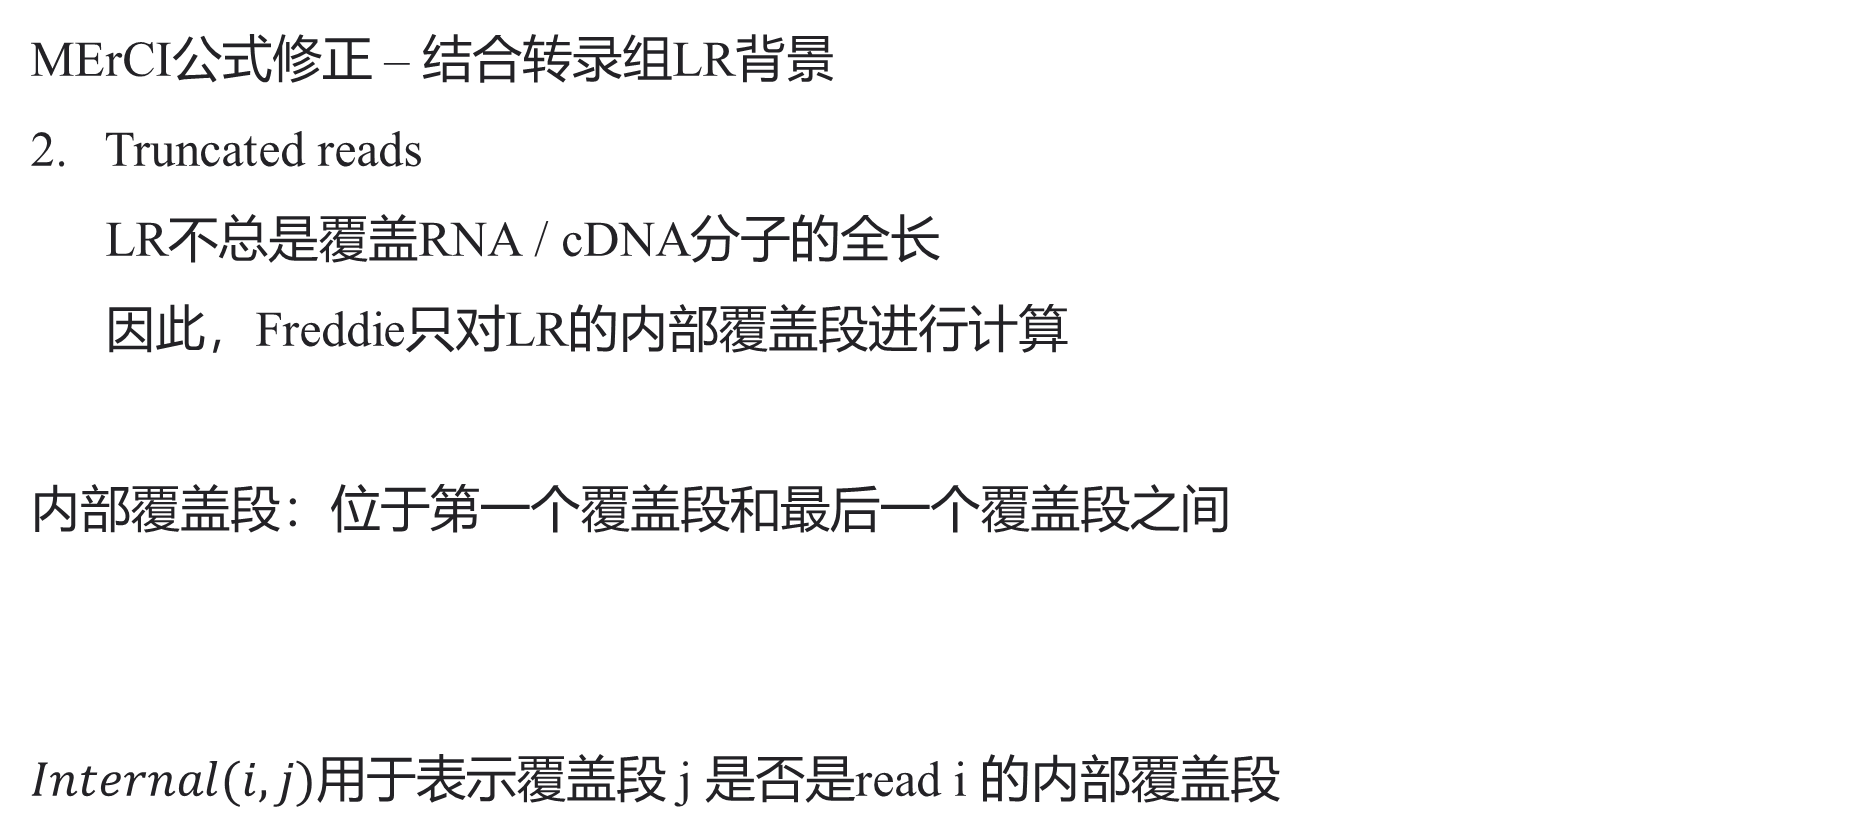 MErCI公式修正 – 结合转录组LR背景
2. Truncated reads
LR不总是覆盖RNA / cDNA分子的全长
因此，Freddie只对LR的内部覆盖段进行计算
内部覆盖段：位于第一个覆盖段和最后一个覆盖段之间
Internal(i,j)用于表示覆盖段 j 是否是read i 的内部覆盖段